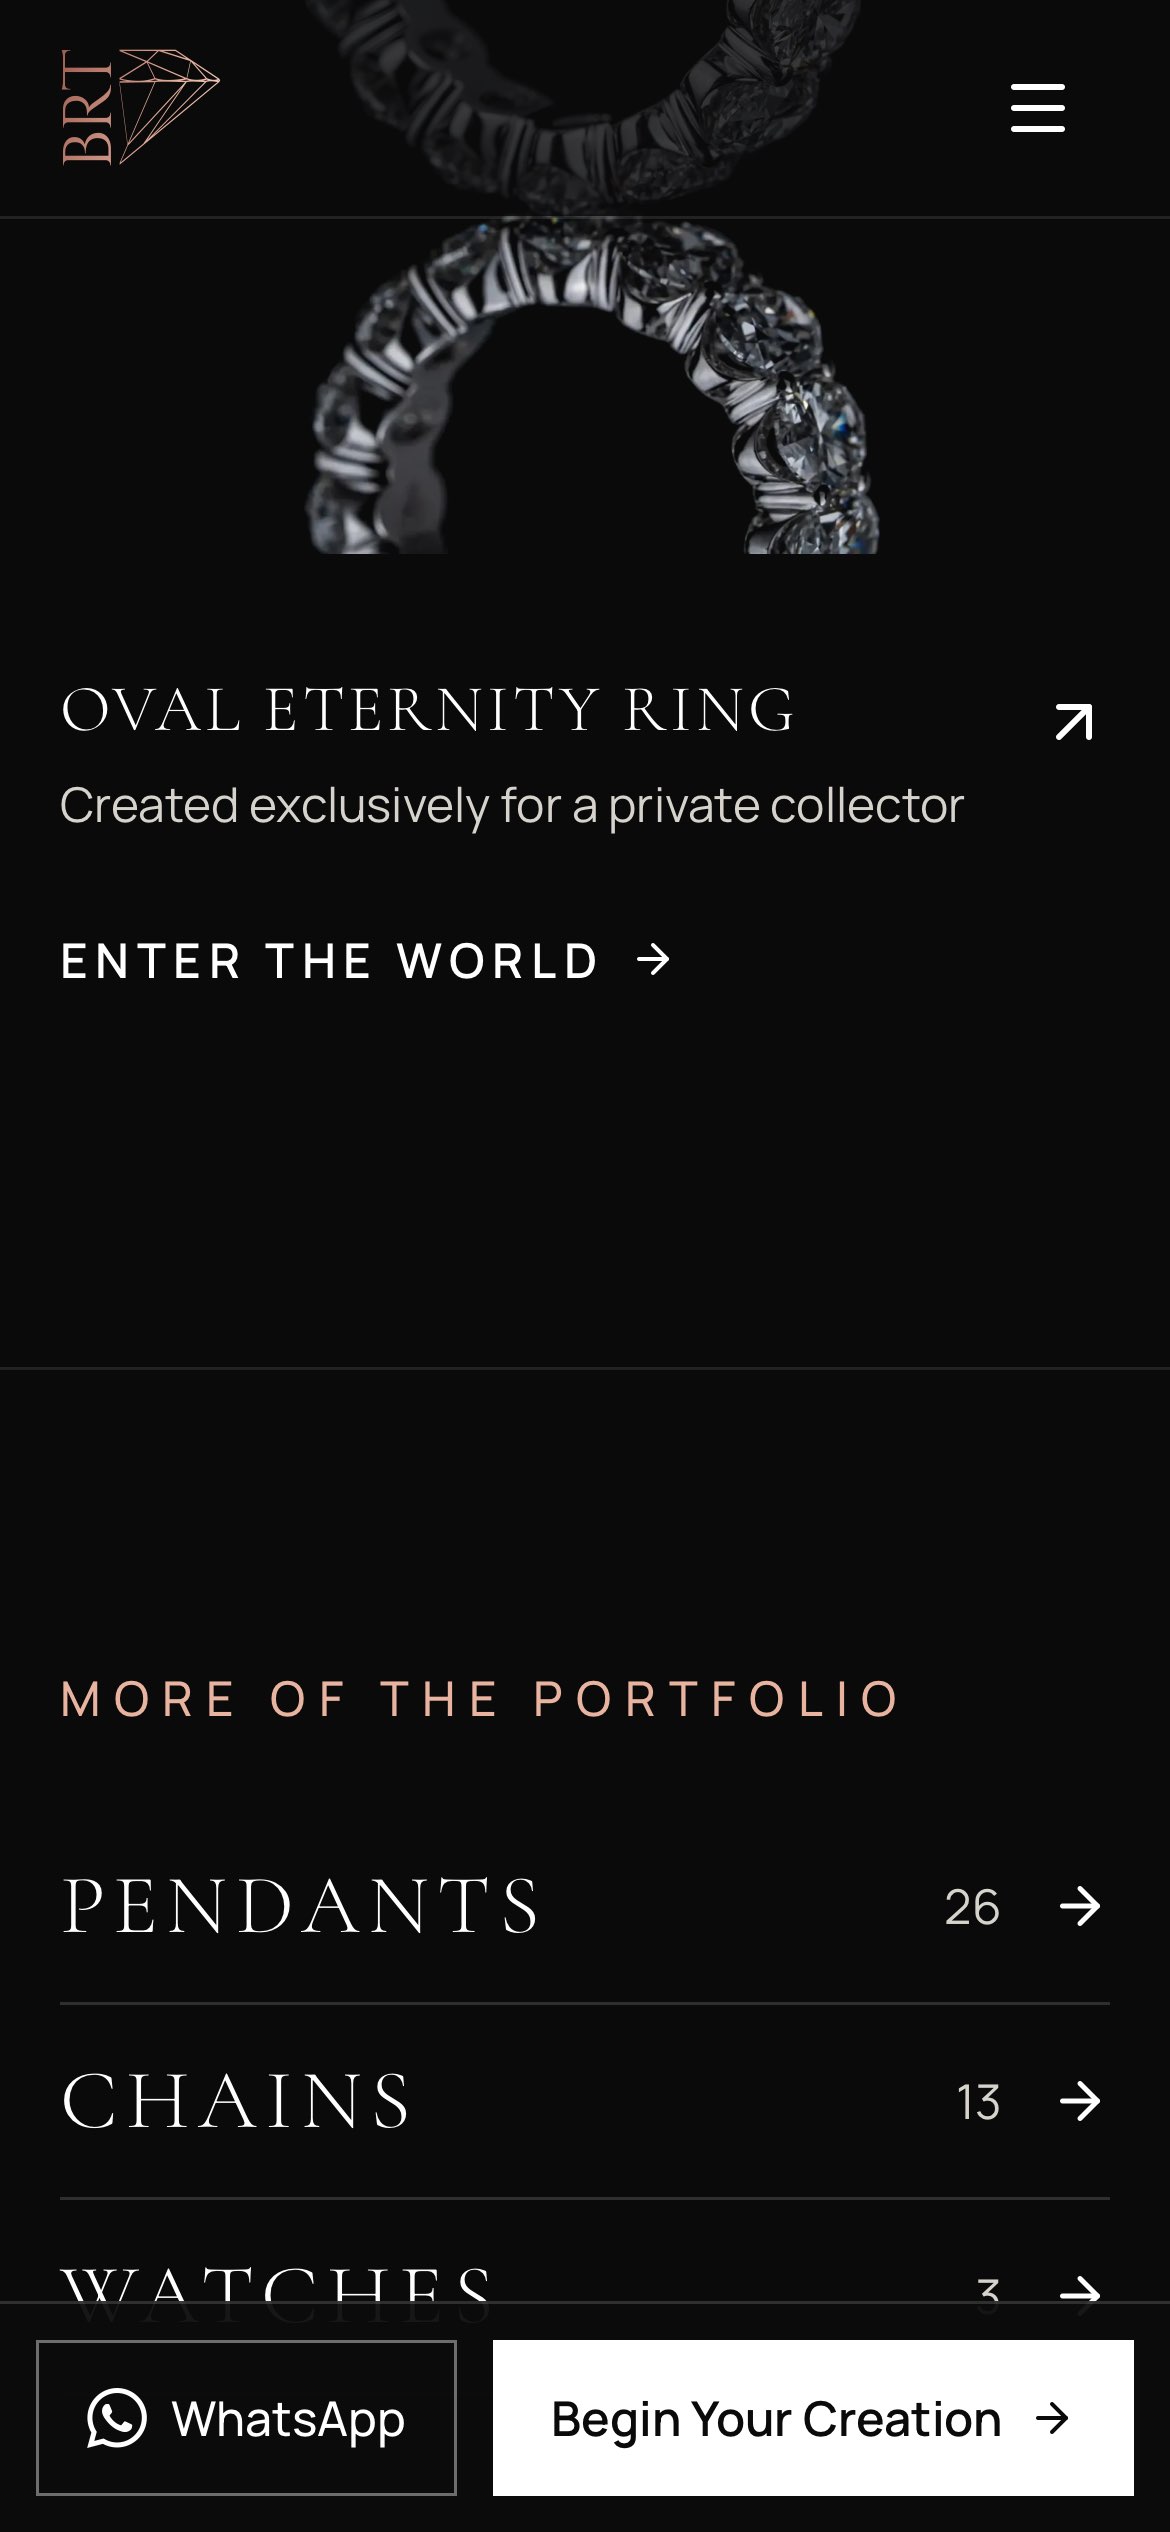 BRT
OVAL ETERNITY RING
Created exclusively for a private collector
ENTER THE WORLD
MORE OF THE PORTFOLIO
PENDANTS 26
CHAINS 13
WATCHES 3
WhatsApp
Begin Your Creation